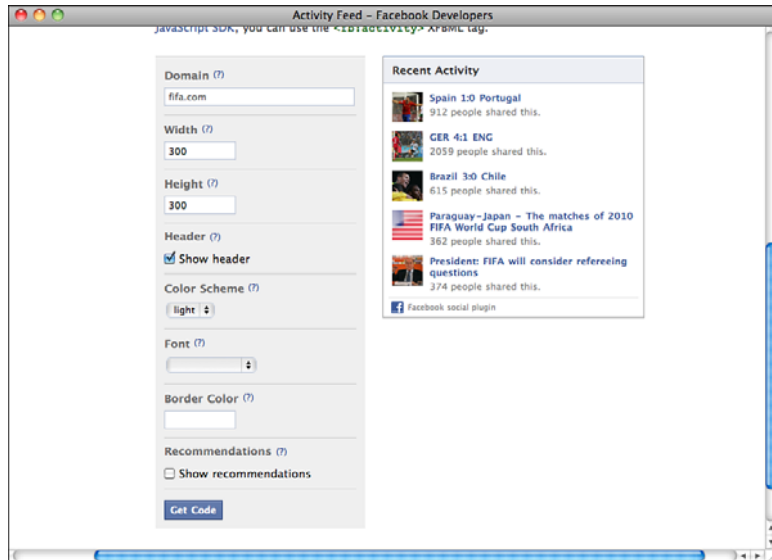 Activity Feed – Facebook Developers
JavaScript SDK, you can use the <fb:activity> XFBML tag.
Domain (?)
fifa.com
Width (?)
300
Height (?)
300
Header (?)
Show header
Color Scheme (?)
light
Font (?)
Border Color (?)
Recommendations (?)
Show recommendations
Get Code
Recent Activity
Spain 1:0 Portugal
912 people shared this.
GER 4:1 ENG
2059 people shared this.
Brazil 3:0 Chile
615 people shared this.
Paraguay-Japan – The matches of 2010
FIFA World Cup South Africa
362 people shared this.
President: FIFA will consider refereeing
questions
374 people shared this.
Facebook social plugin